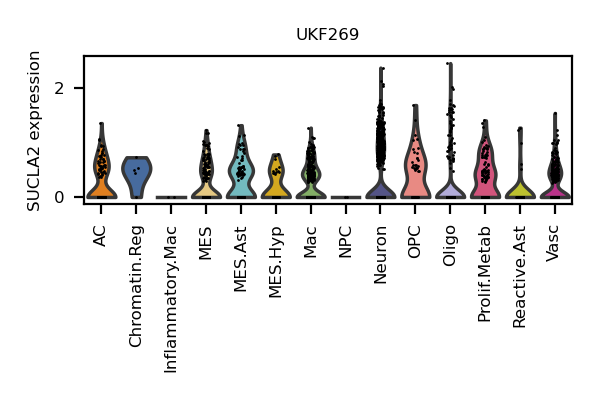 UKF269
SUCLA2 expression
2
0
AC
Chromatin.Reg
Inflammatory.Mac
MES
MES.Ast
MES.Hyp
Mac
NPC
Neuron
OPC
Oligo
Prolif.Metab
Reactive.Ast
Vasc